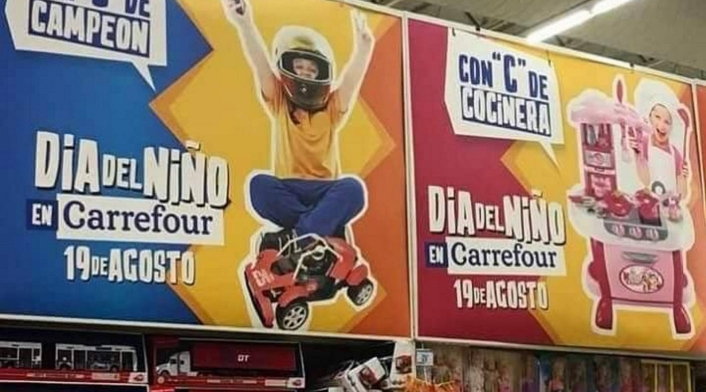 DE
CAMPEON
DiA DEL NiÑO
EN Carrefour
19 DE AGOSTO
CON "C" DE
COCINERA
DiA DEL NiÑO
EN Carrefour
19 DE AGOSTO